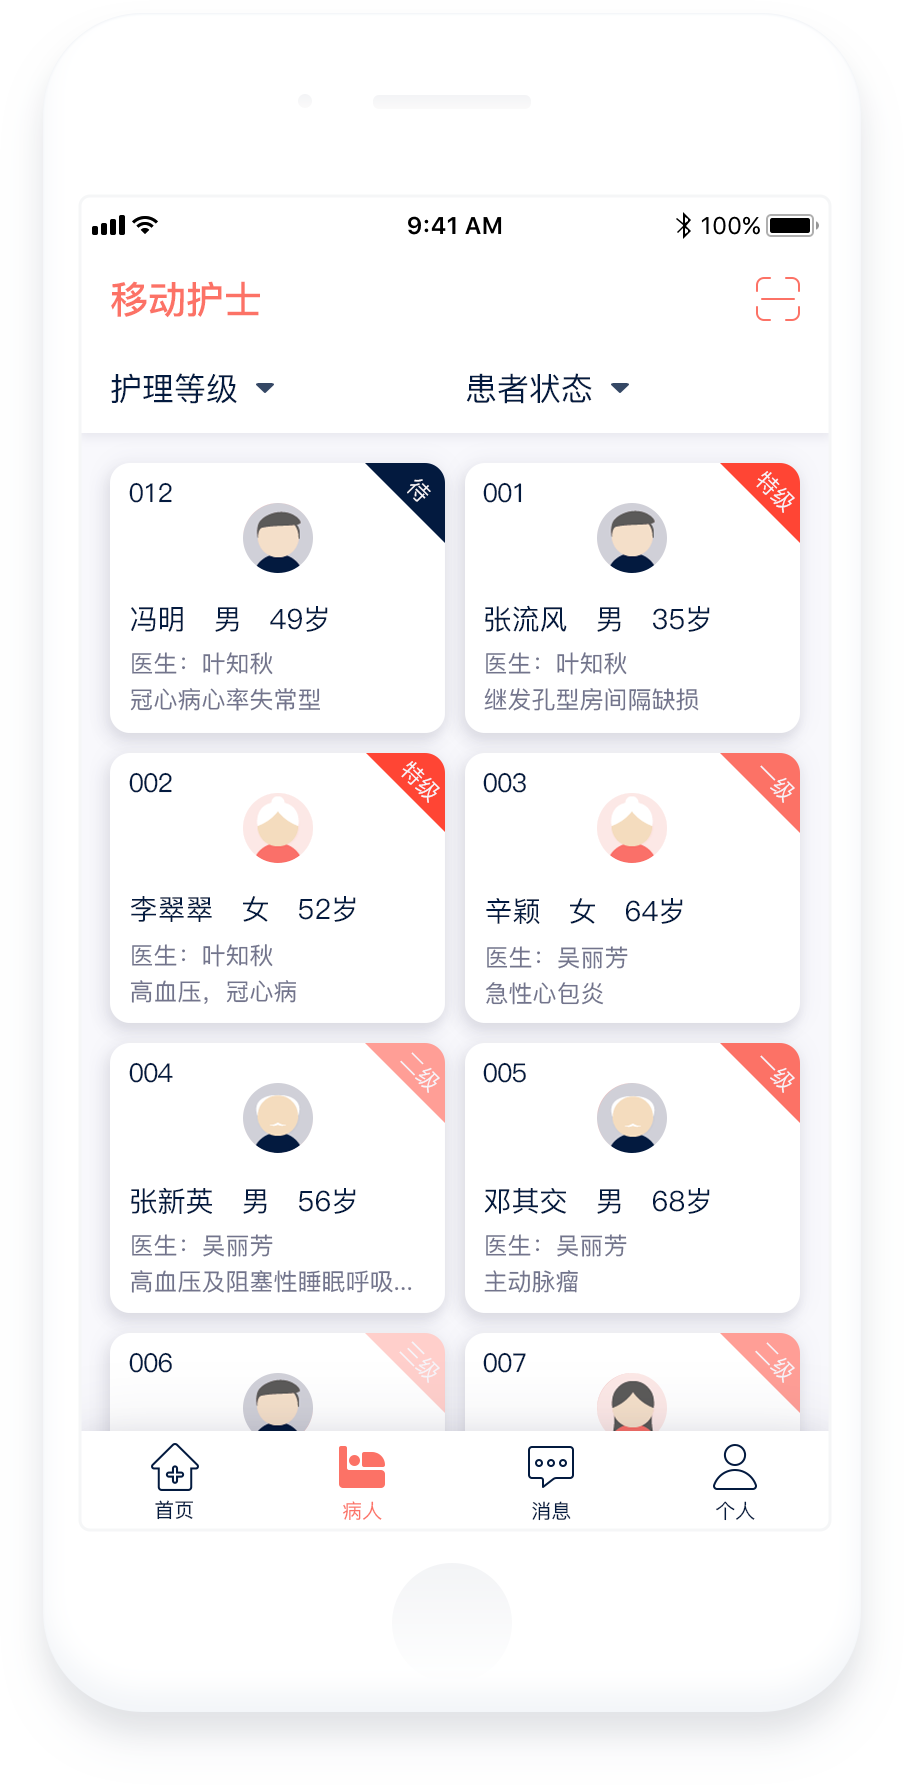 9:41 AM
100%
移动护士
护理等级
患者状态
012
待
冯明 男 49岁
医生：叶知秋
冠心病心率失常型
001
特级
张流风 男 35岁
医生：叶知秋
继发孔型房间隔缺损
002
特级
李翠翠 女 52岁
医生：叶知秋
高血压，冠心病
003
一级
辛颖 女 64岁
医生：吴丽芳
急性心包炎
004
二级
张新英 男 56岁
医生：吴丽芳
高血压及阻塞性睡眠呼吸...
005
一级
邓其交 男 68岁
医生：吴丽芳
主动脉瘤
006
三级
007
二级
首页
病人
消息
个人